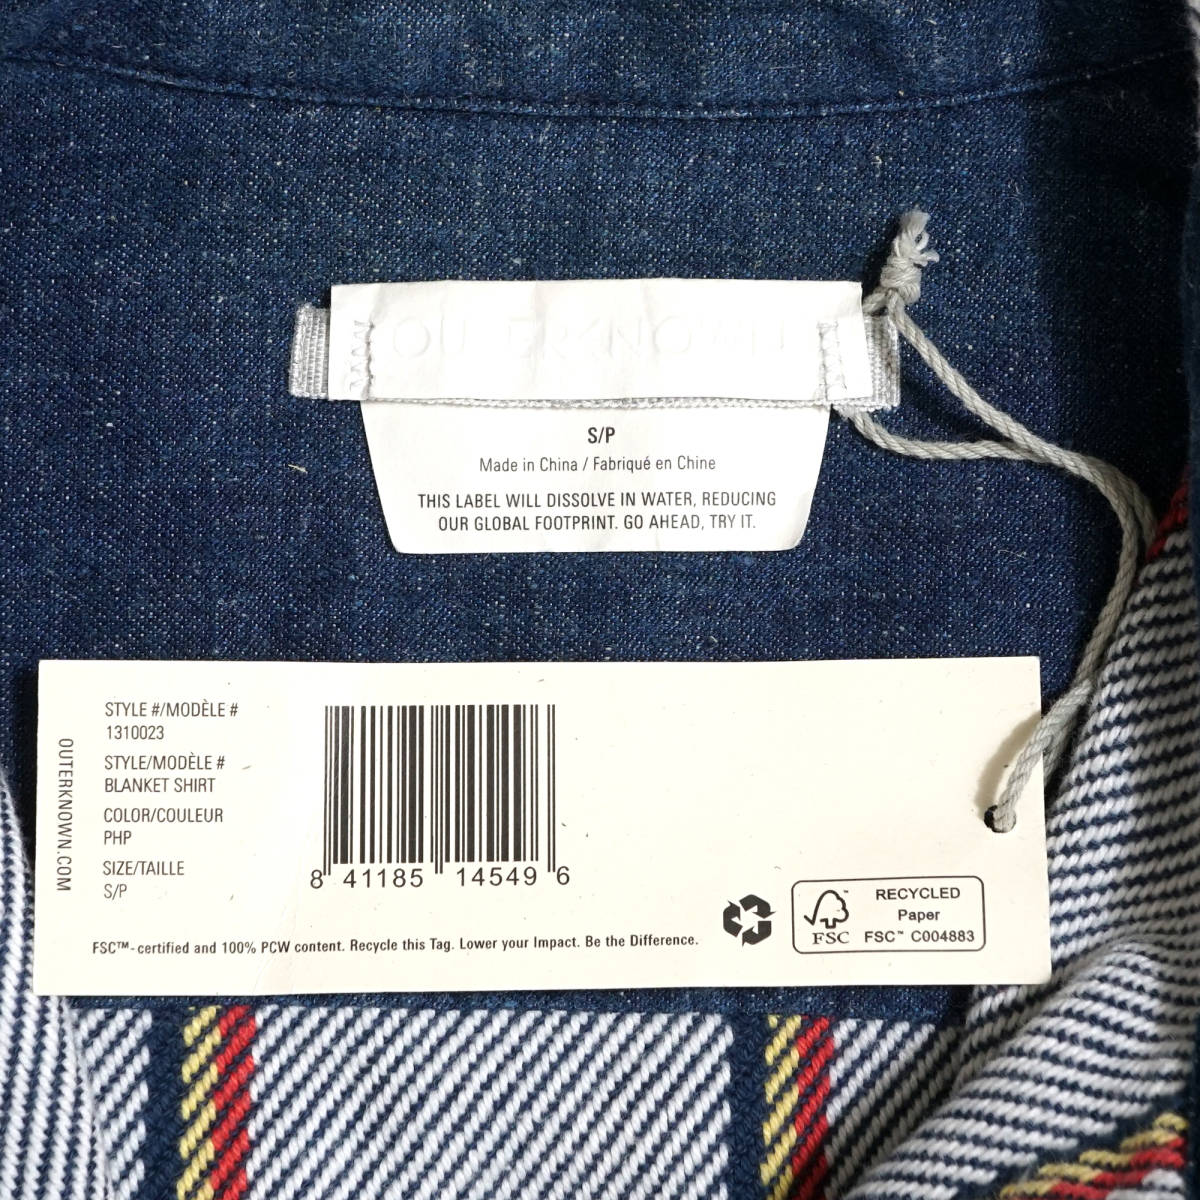 OUTERKNOWN
S/P
Made in China / Fabriqué en Chine
THIS LABEL WILL DISSOLVE IN WATER, REDUCING
OUR GLOBAL FOOTPRINT. GO AHEAD, TRY IT.
OUTERKNOWN.COM
STYLE #/MODÈLE #
1310023
STYLE/MODÈLE #
BLANKET SHIRT
COLOR/COULEUR
PHP
SIZE/TAILLE
S/P
8 41185 14549 6
FSC™-certified and 100% PCW content. Recycle this Tag. Lower your Impact. Be the Difference.
FSC
RECYCLED
Paper
FSC™ C004883